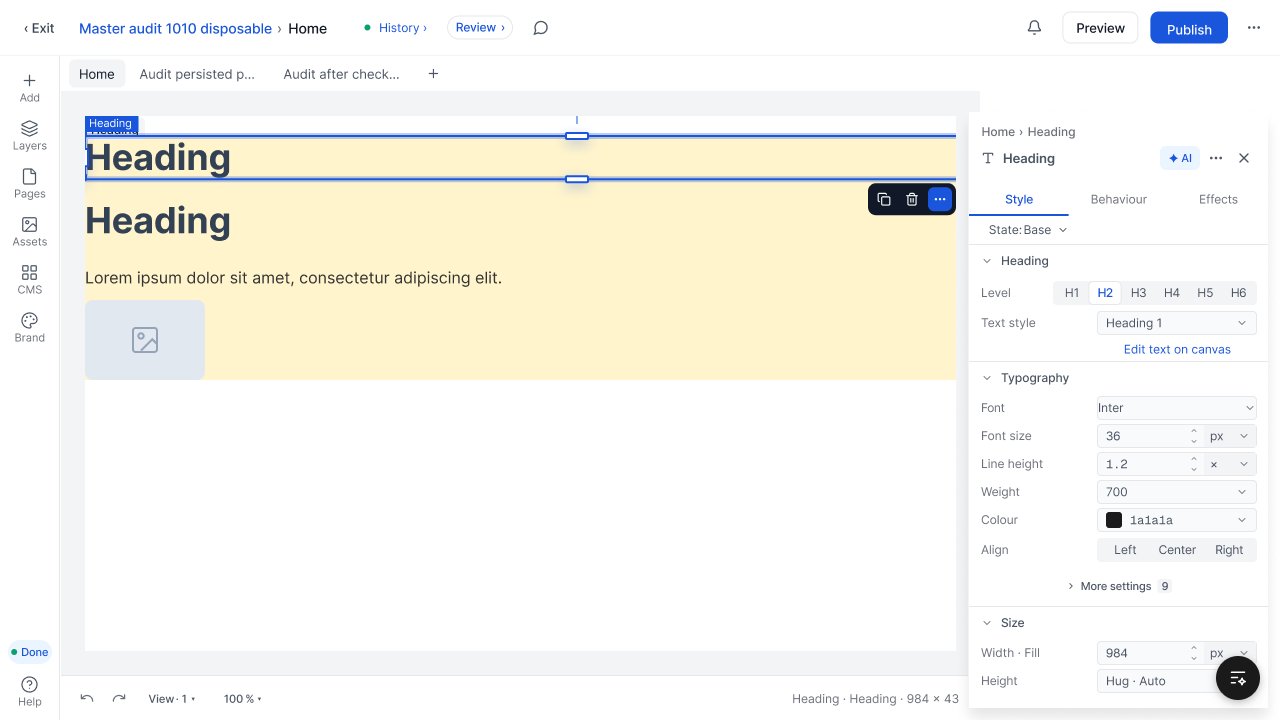 ‹ Exit
Master audit 1010 disposable › Home
History ›
Review ›
Preview
Publish
Home
Audit persisted p...
Audit after check...
Add
Layers
Pages
Assets
CMS
Brand
Done
Help
Heading
Heading
Heading
Lorem ipsum dolor sit amet, consectetur adipiscing elit.
View · 1
100 %
Heading · Heading · 984 × 43
Home › Heading
Heading
AI
Style
Behaviour
Effects
State: Base
Heading
Level
H1 H2 H3 H4 H5 H6
Text style
Heading 1
Edit text on canvas
Typography
Font
Inter
Font size
36
px
Line height
1.2
×
Weight
700
Colour
1a1a1a
Align
Left Center Right
More settings 9
Size
Width · Fill
984
px
Height
Hug · Auto